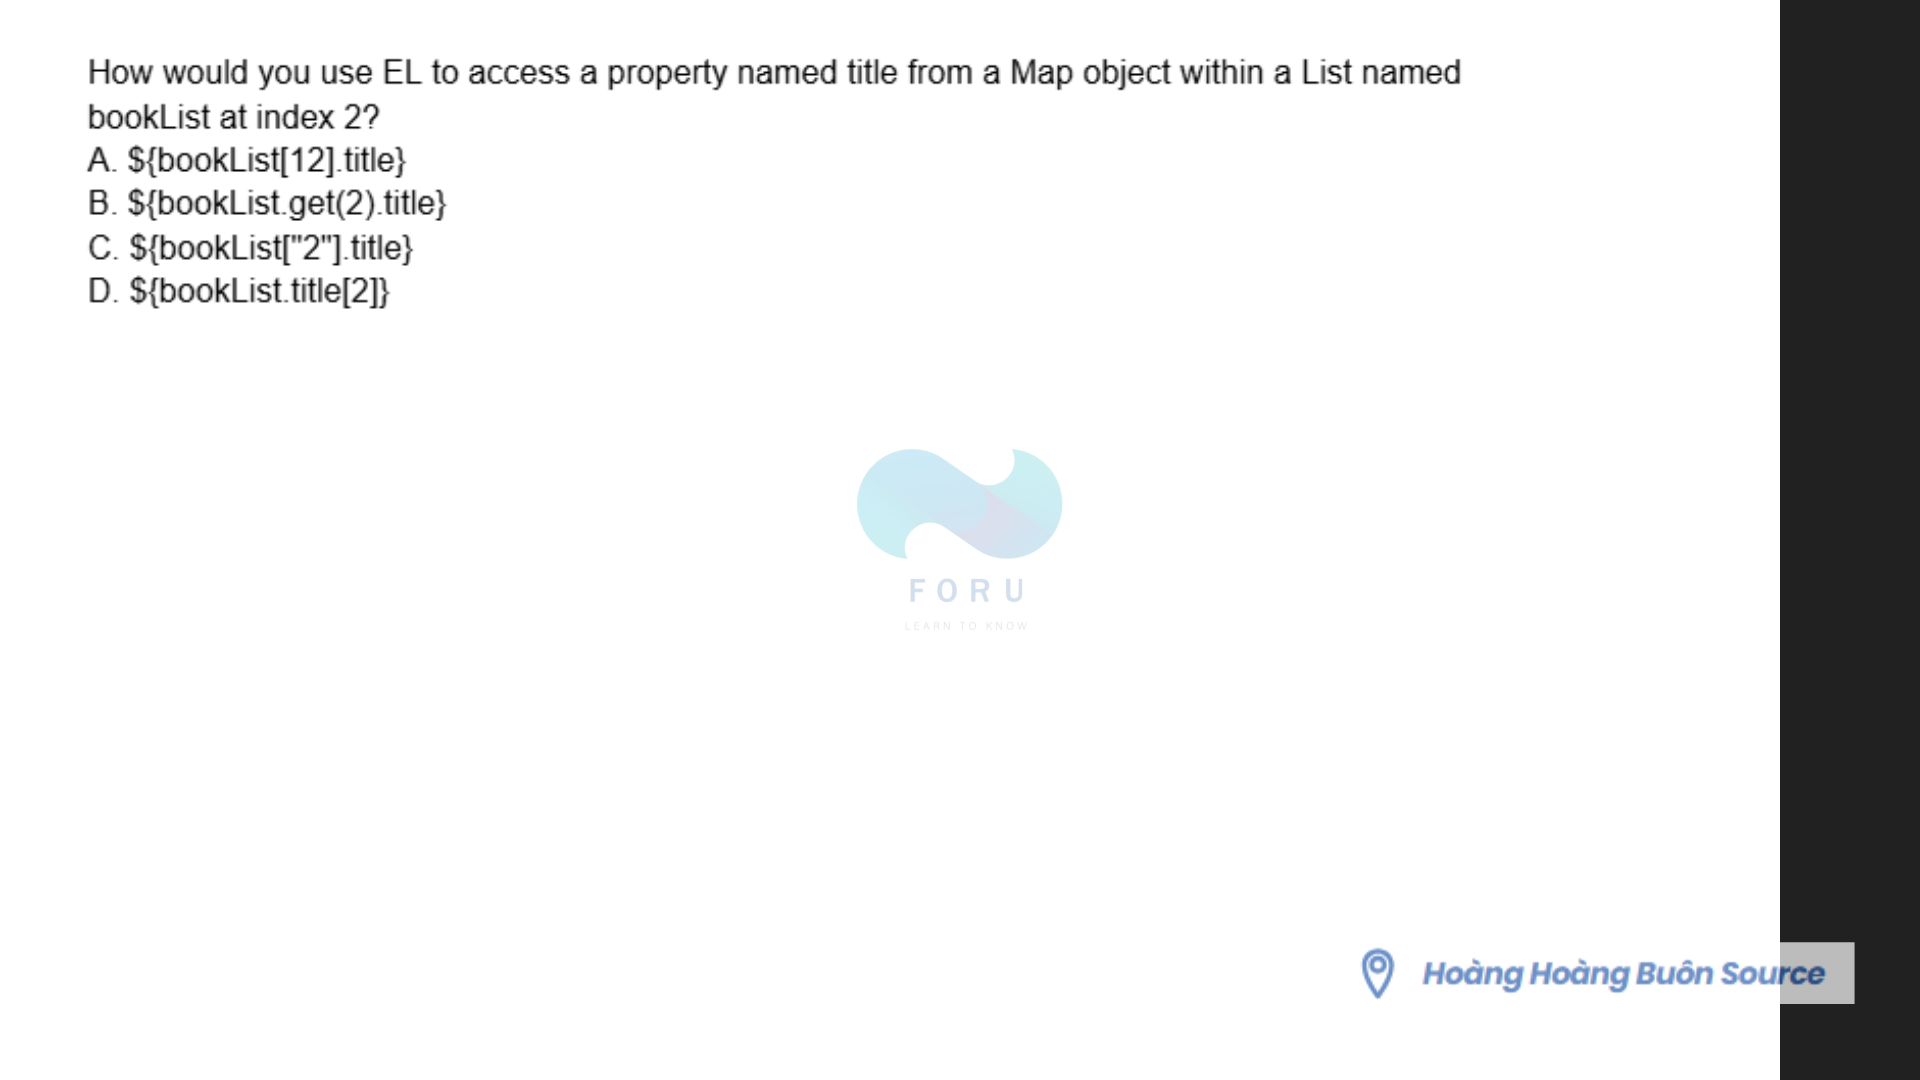 How would you use EL to access a property named title from a Map object within a List named
bookList at index 2?
A. ${bookList[12].title}
B. ${bookList.get(2).title}
C. ${bookList["2"].title}
D. ${bookList.title[2]}
FORU
LEARN TO KNOW
Hoàng Hoàng Buôn Source